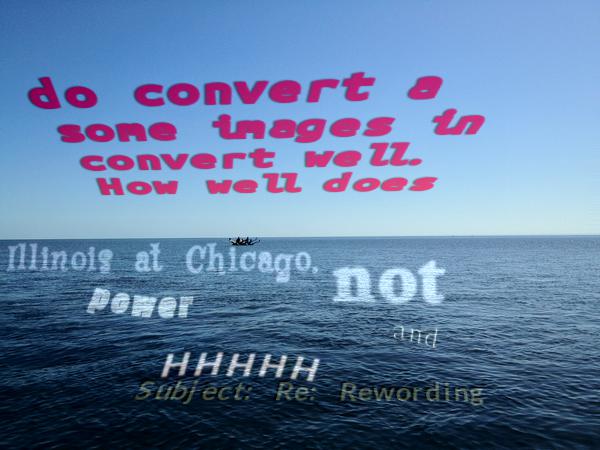 do convert a
some images in
convert well.
How well does
Illinois at Chicago.
not
power
and
HHHHH
Subject: Re: Rewording